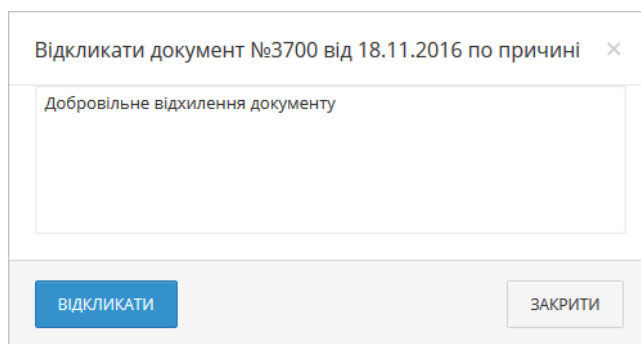 Відкликати документ №3700 від 18.11.2016 по причині ×
Добровільне відхилення документу
ВІДКЛИКАТИ
ЗАКРИТИ